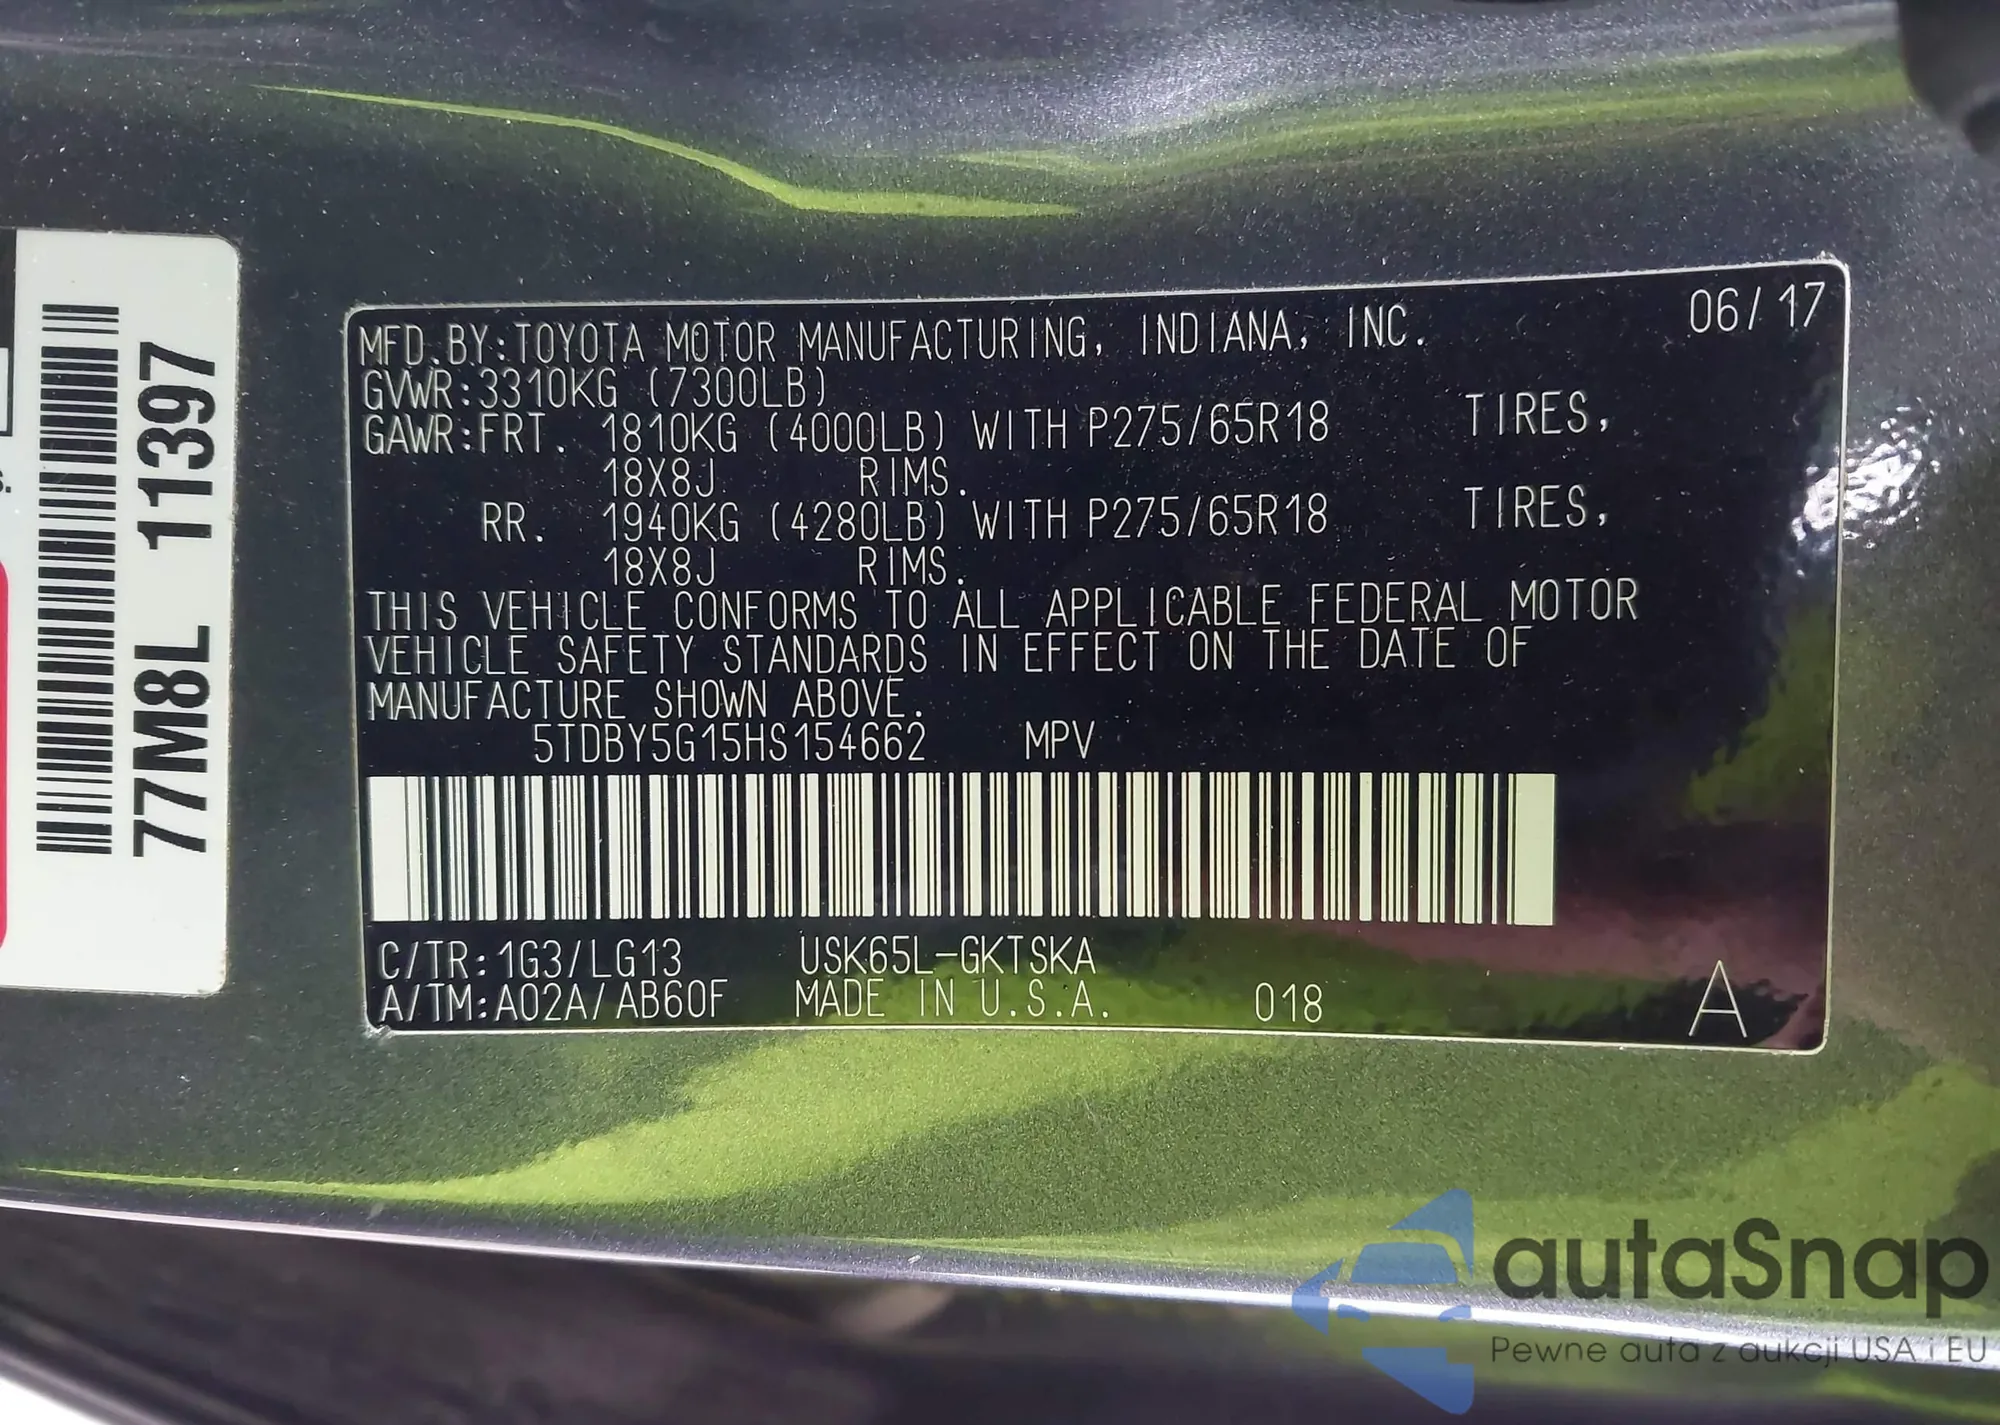 MFD.BY:TOYOTA MOTOR MANUFACTURING, INDIANA, INC. 06/17
GVWR:3310KG (7300LB)
GAWR:FRT. 1810KG (4000LB) WITH P275/65R18 TIRES,
18X8J RIMS.
RR. 1940KG (4280LB) WITH P275/65R18 TIRES,
18X8J RIMS.
THIS VEHICLE CONFORMS TO ALL APPLICABLE FEDERAL MOTOR
VEHICLE SAFETY STANDARDS IN EFFECT ON THE DATE OF
MANUFACTURE SHOWN ABOVE.
5TDBY5G15HS154662 MPV
C/TR:1G3/LG13 USK65L-GKTSKA
A/TM:A02A/AB60F MADE IN U.S.A. 018 A
77M8L 11397
autaSnap
Pewne auta z aukcji USA i EU